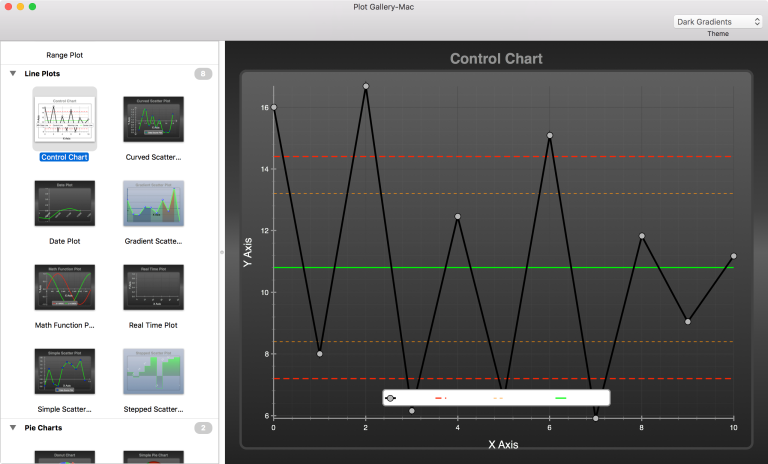 Plot Gallery-Mac
Dark Gradients
Theme
Range Plot
Line Plots
8
Control Chart
Curved Scatter...
Date Plot
Gradient Scatte...
Math Function P...
Real Time Plot
Simple Scatter...
Stepped Scatter...
Pie Charts
2
Control Chart
Y Axis
16
14
12
10
8
6
0
2
4
6
8
10
X Axis